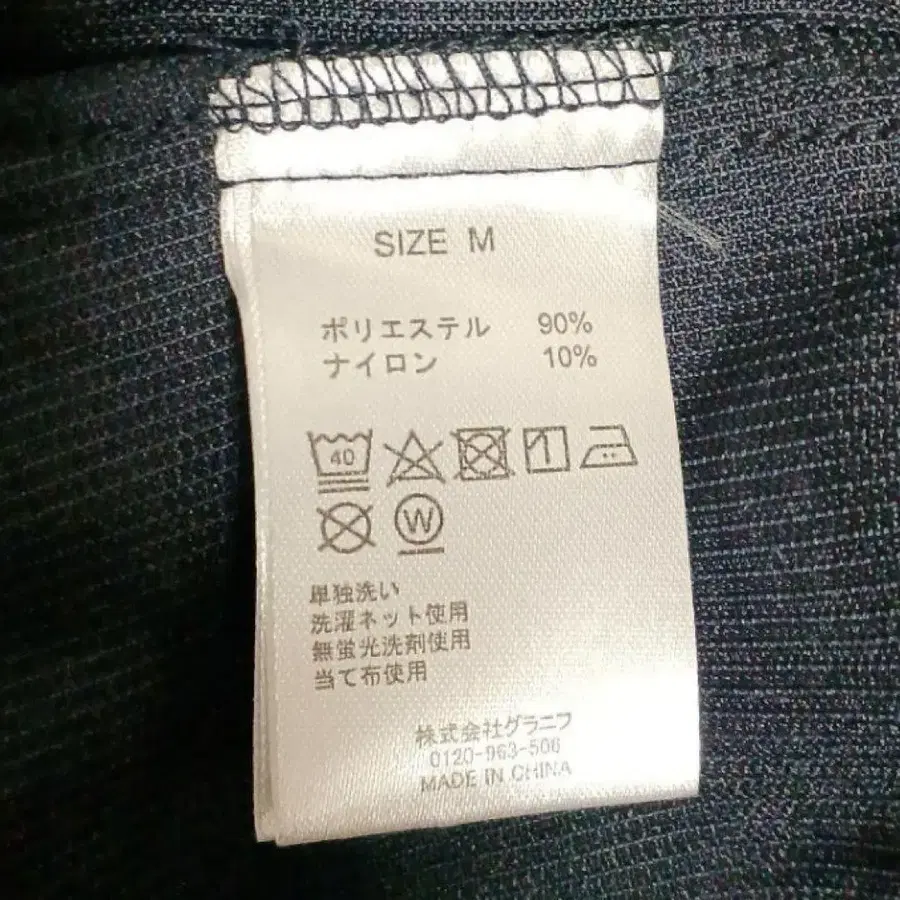 SIZE M
ポリエステル 90%
ナイロン 10%
40
W
単独洗い
洗濯ネット使用
無蛍光洗剤使用
当て布使用
株式会社グラニフ
0120-963-506
MADE IN CHINA